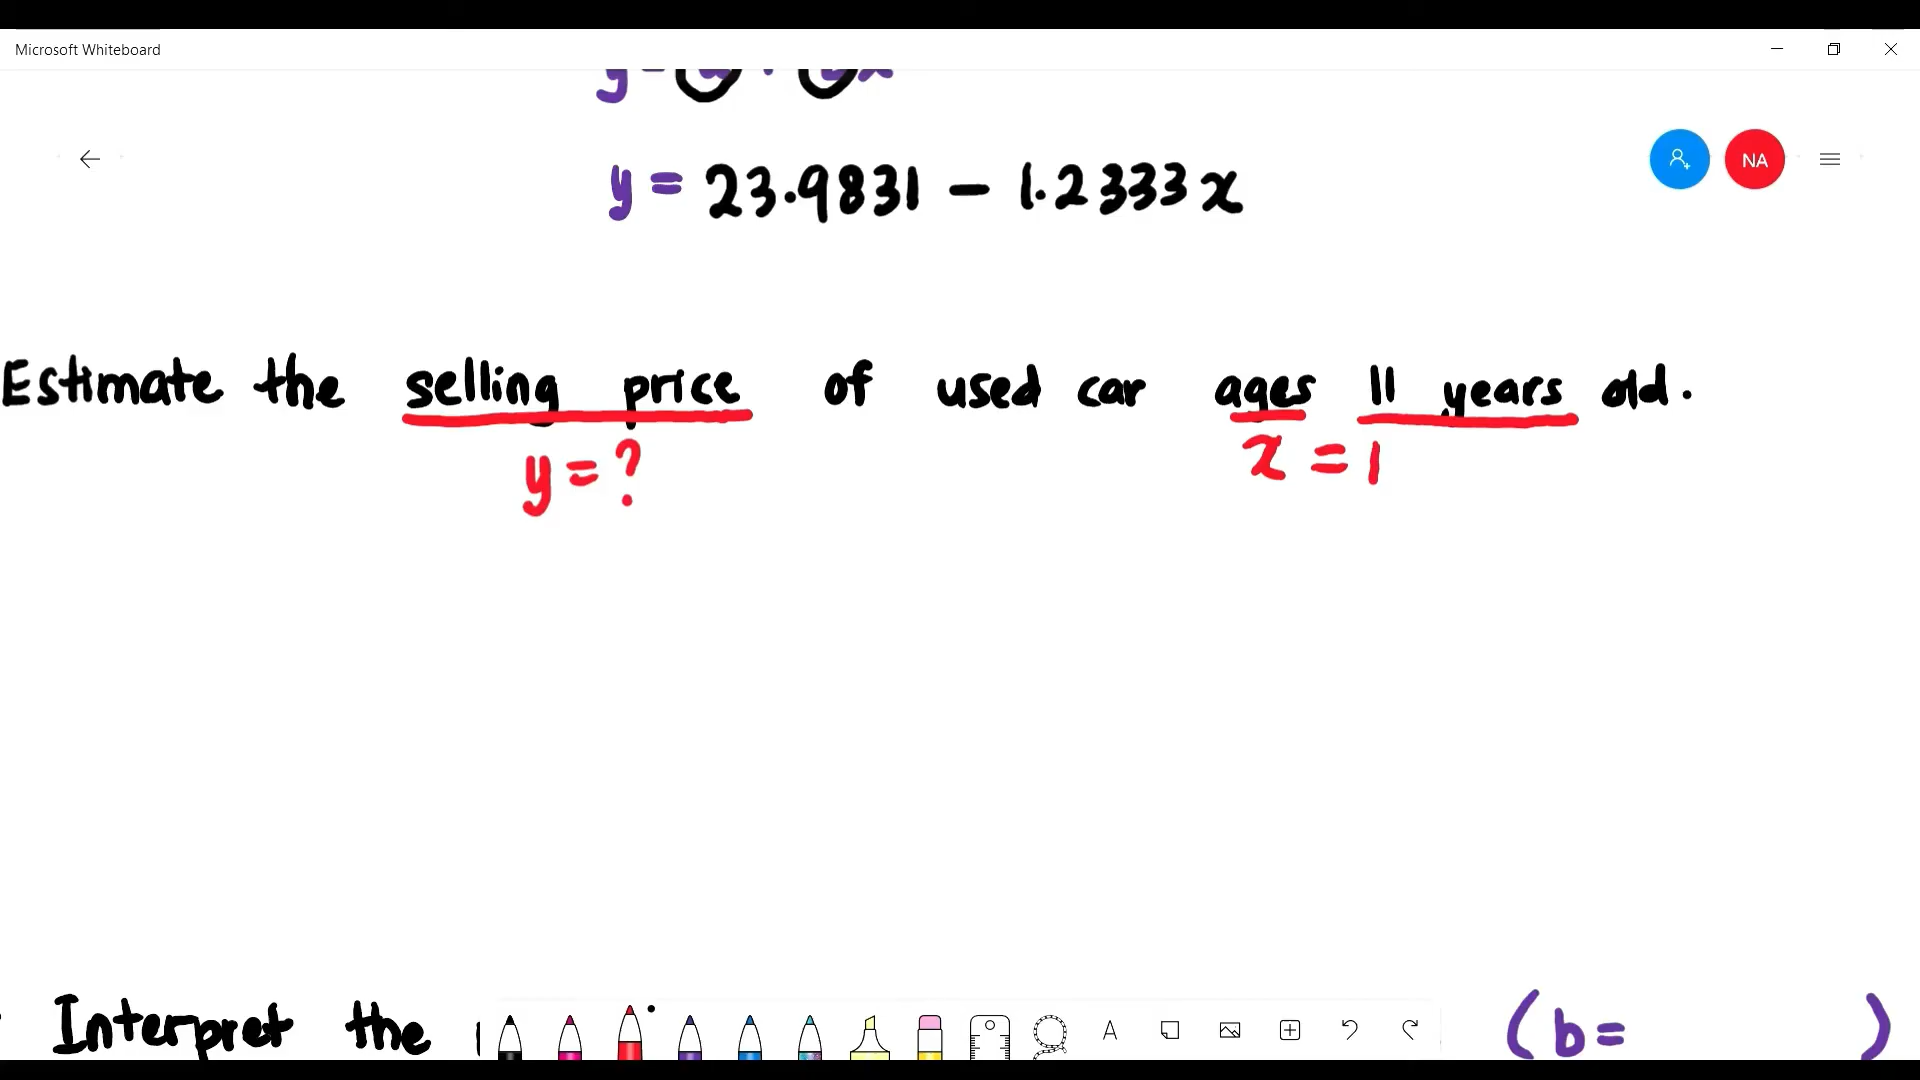 Microsoft Whiteboard
NA
y = 23.9831 - 1.2333x
Estimate the selling price of used car ages 11 years old.
y = ? x = 1
Interpret the
(b= )
A